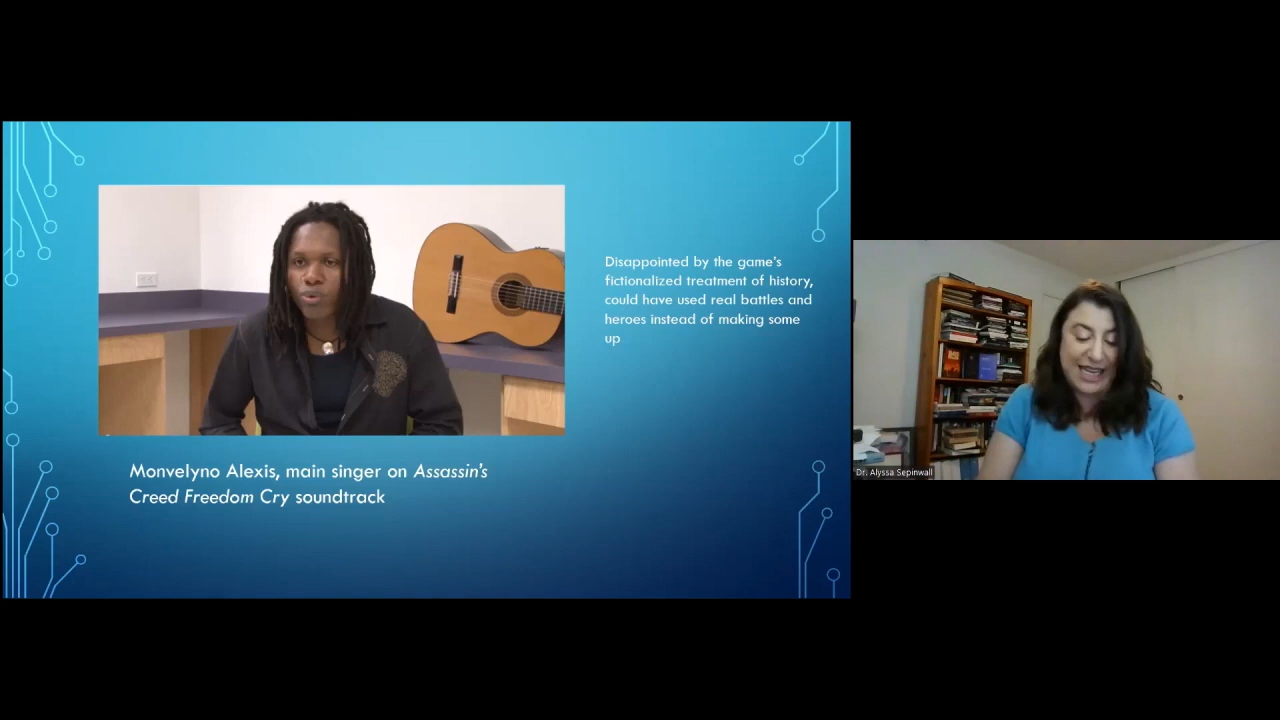 Disappointed by the game's
fictionalized treatment of history,
could have used real battles and
heroes instead of making some
up
Monvelyno Alexis, main singer on Assassin's
Creed Freedom Cry soundtrack
Dr. Alyssa Sepinwall